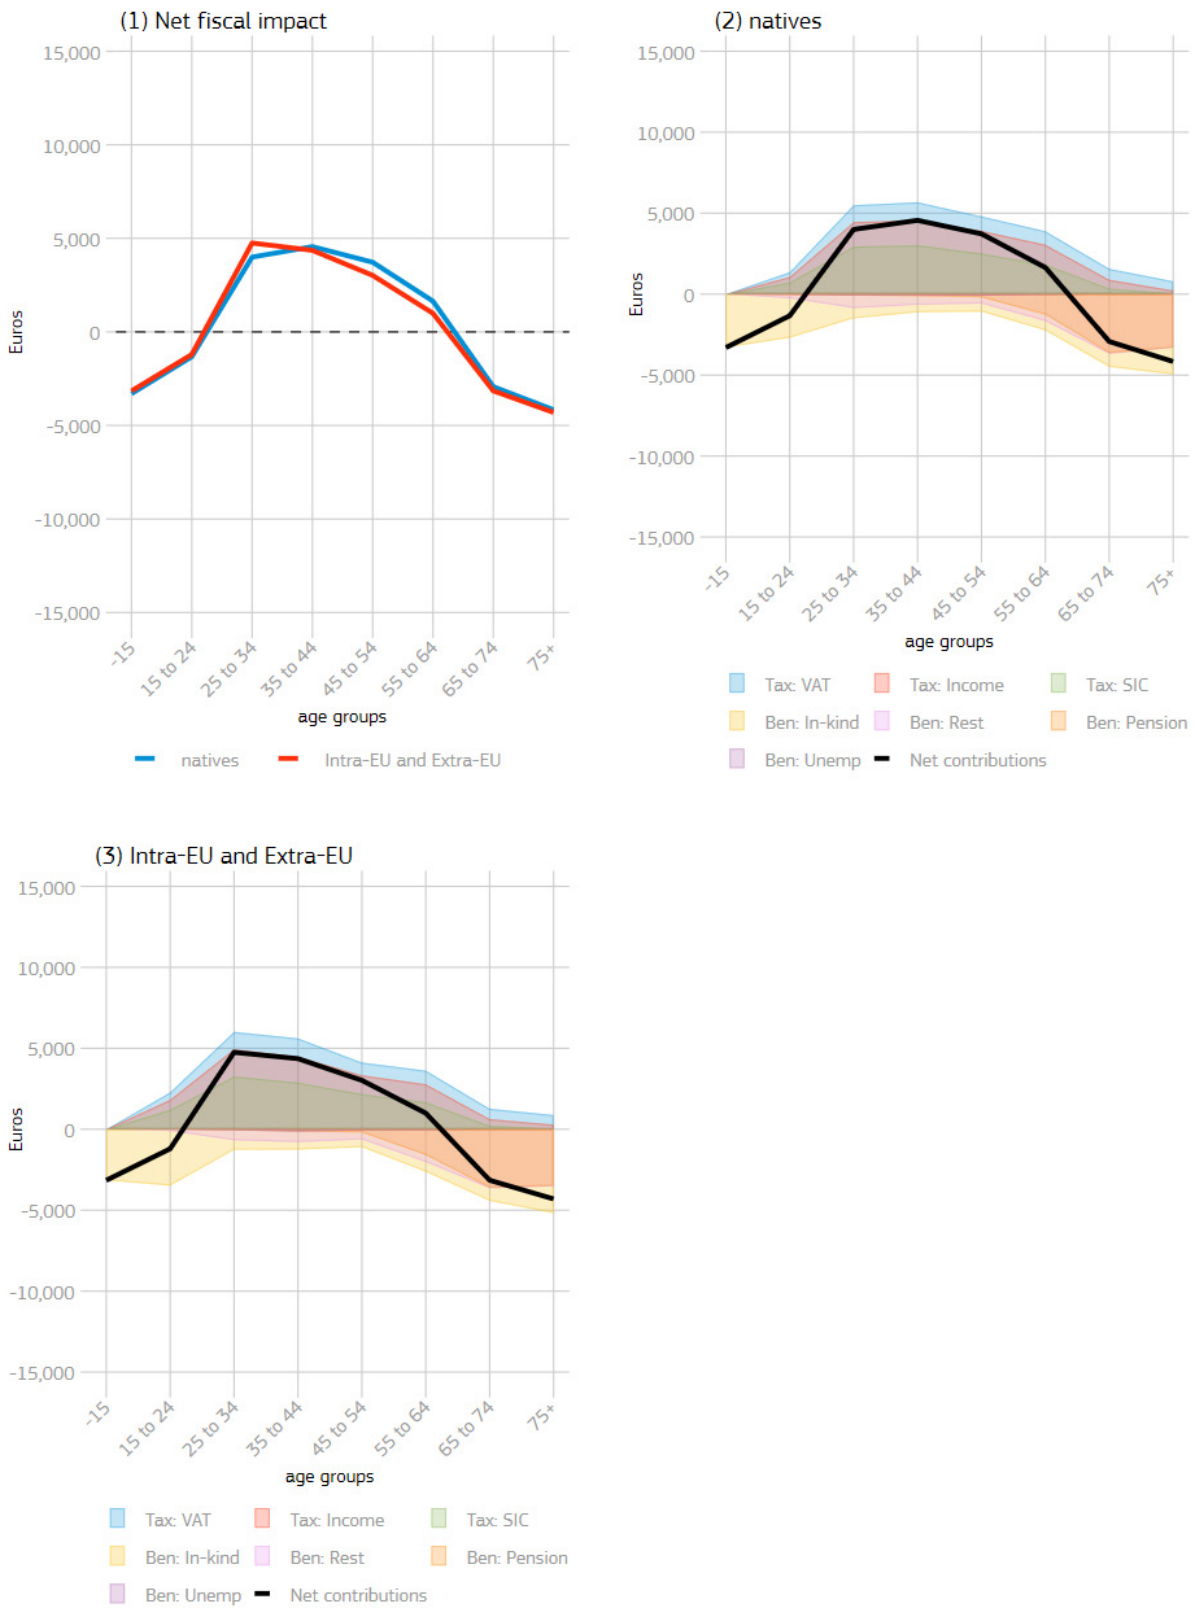 (1) Net fiscal impact
15,000
10,000
5,000
0
-5,000
-10,000
-15,000
Euros
-15
15 to 24
25 to 34
35 to 44
45 to 54
55 to 64
65 to 74
75+
age groups
natives Intra-EU and Extra-EU
(2) natives
15,000
10,000
5,000
0
-5,000
-10,000
-15,000
Euros
-15
15 to 24
25 to 34
35 to 44
45 to 54
55 to 64
65 to 74
75+
age groups
Tax: VAT Tax: Income Tax: SIC
Ben: In-kind Ben: Rest Ben: Pension
Ben: Unemp Net contributions
(3) Intra-EU and Extra-EU
15,000
10,000
5,000
0
-5,000
-10,000
-15,000
Euros
-15
15 to 24
25 to 34
35 to 44
45 to 54
55 to 64
65 to 74
75+
age groups
Tax: VAT Tax: Income Tax: SIC
Ben: In-kind Ben: Rest Ben: Pension
Ben: Unemp Net contributions